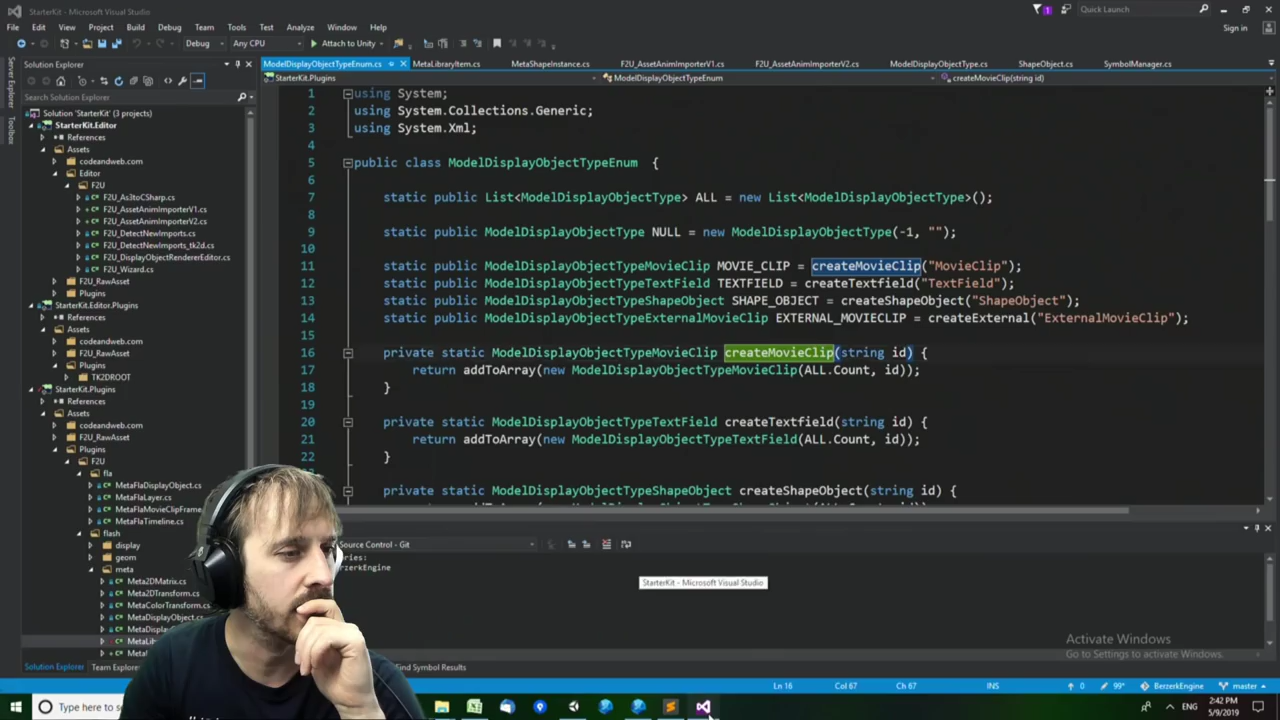 StarterKit - Microsoft Visual Studio
1
Quick Launch
File Edit View Project Build Debug Team Tools Test Analyze Window Help
Sign in
Debug Any CPU Attach to Unity
Server Explorer
Toolbox
Solution Explorer
Search Solution Explorer
Solution 'StarterKit' (3 projects)
StarterKit.Editor
References
Assets
codeandweb.com
Editor
F2U
F2U_As3toCSharp.cs
F2U_AssetAnimImporterV1.cs
F2U_AssetAnimImporterV2.cs
F2U_DetectNewImports.cs
F2U_DetectNewImports_tk2d.cs
F2U_DisplayObjectRendererEditor.cs
F2U_Wizard.cs
F2U_RawAsset
Plugins
StarterKit.Editor.Plugins
References
Assets
codeandweb.com
F2U_RawAsset
Plugins
TK2DROOT
StarterKit.Plugins
References
Assets
codeandweb.com
F2U_RawAsset
Plugins
F2U
fla
MetaFlaDisplayObject.cs
MetaFlaLayer.cs
MetaFlaMovieClipFrame.
MetaFlaTimeline.cs
flash
display
geom
meta
Meta2DMatrix.cs
Meta2DTransform.cs
MetaColorTransform.cs
MetaDisplayObject.cs
Solution Explorer Team Explorer
ModelDisplayObjectTypeEnum.cs MetaLibraryItem.cs MetaShapeInstance.cs F2U_AssetAnimImporterV1.cs F2U_AssetAnimImporterV2.cs ModelDisplayObjectType.cs ShapeObject.cs SymbolManager.cs
StarterKit.Plugins ModelDisplayObjectTypeEnum createMovieClip(string id)
1 using System;
2 using System.Collections.Generic;
3 using System.Xml;
4
5 public class ModelDisplayObjectTypeEnum {
6
7 static public List<ModelDisplayObjectType> ALL = new List<ModelDisplayObjectType>();
8
9 static public ModelDisplayObjectType NULL = new ModelDisplayObjectType(-1, "");
10
11 static public ModelDisplayObjectTypeMovieClip MOVIE_CLIP = createMovieClip("MovieClip");
12 static public ModelDisplayObjectTypeTextField TEXTFIELD = createTextfield("TextField");
13 static public ModelDisplayObjectTypeShapeObject SHAPE_OBJECT = createShapeObject("ShapeObject");
14 static public ModelDisplayObjectTypeExternalMovieClip EXTERNAL_MOVIECLIP = createExternal("ExternalMovieClip");
15
16 private static ModelDisplayObjectTypeMovieClip createMovieClip(string id) {
17 return addToArray(new ModelDisplayObjectTypeMovieClip(ALL.Count, id));
18 }
19
20 private static ModelDisplayObjectTypeTextField createTextfield(string id) {
21 return addToArray(new ModelDisplayObjectTypeTextField(ALL.Count, id));
22 }
private static ModelDisplayObjectTypeShapeObject createShapeObject(string id) {
Source Control - Git
ries:
rzerkEngine
StarterKit - Microsoft Visual Studio
Find Symbol Results
Activate Windows
Go to Settings to activate Windows.
Ln 16 Col 67 Ch 67 INS 0 99+ BerzerkEngine master
Type here to se
2:42 PM
5/9/2019